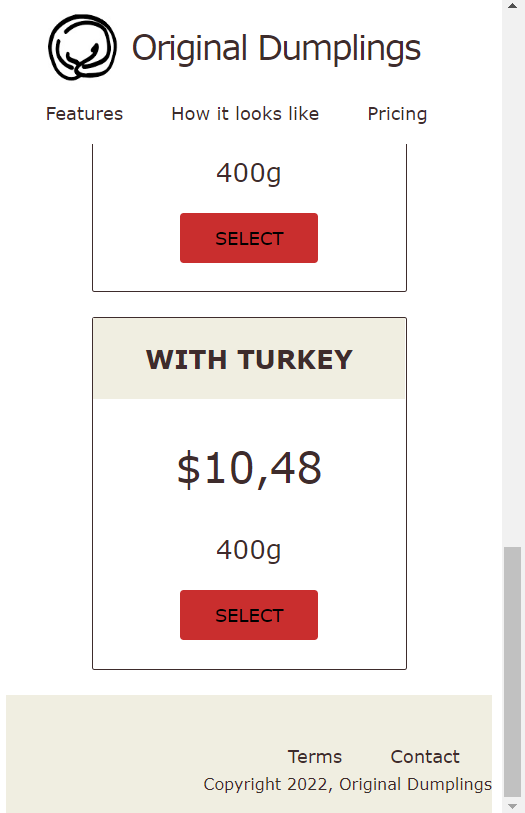 Original Dumplings
Features How it looks like Pricing
400g
SELECT
WITH TURKEY
$10,48
400g
SELECT
Terms Contact
Copyright 2022, Original Dumplings